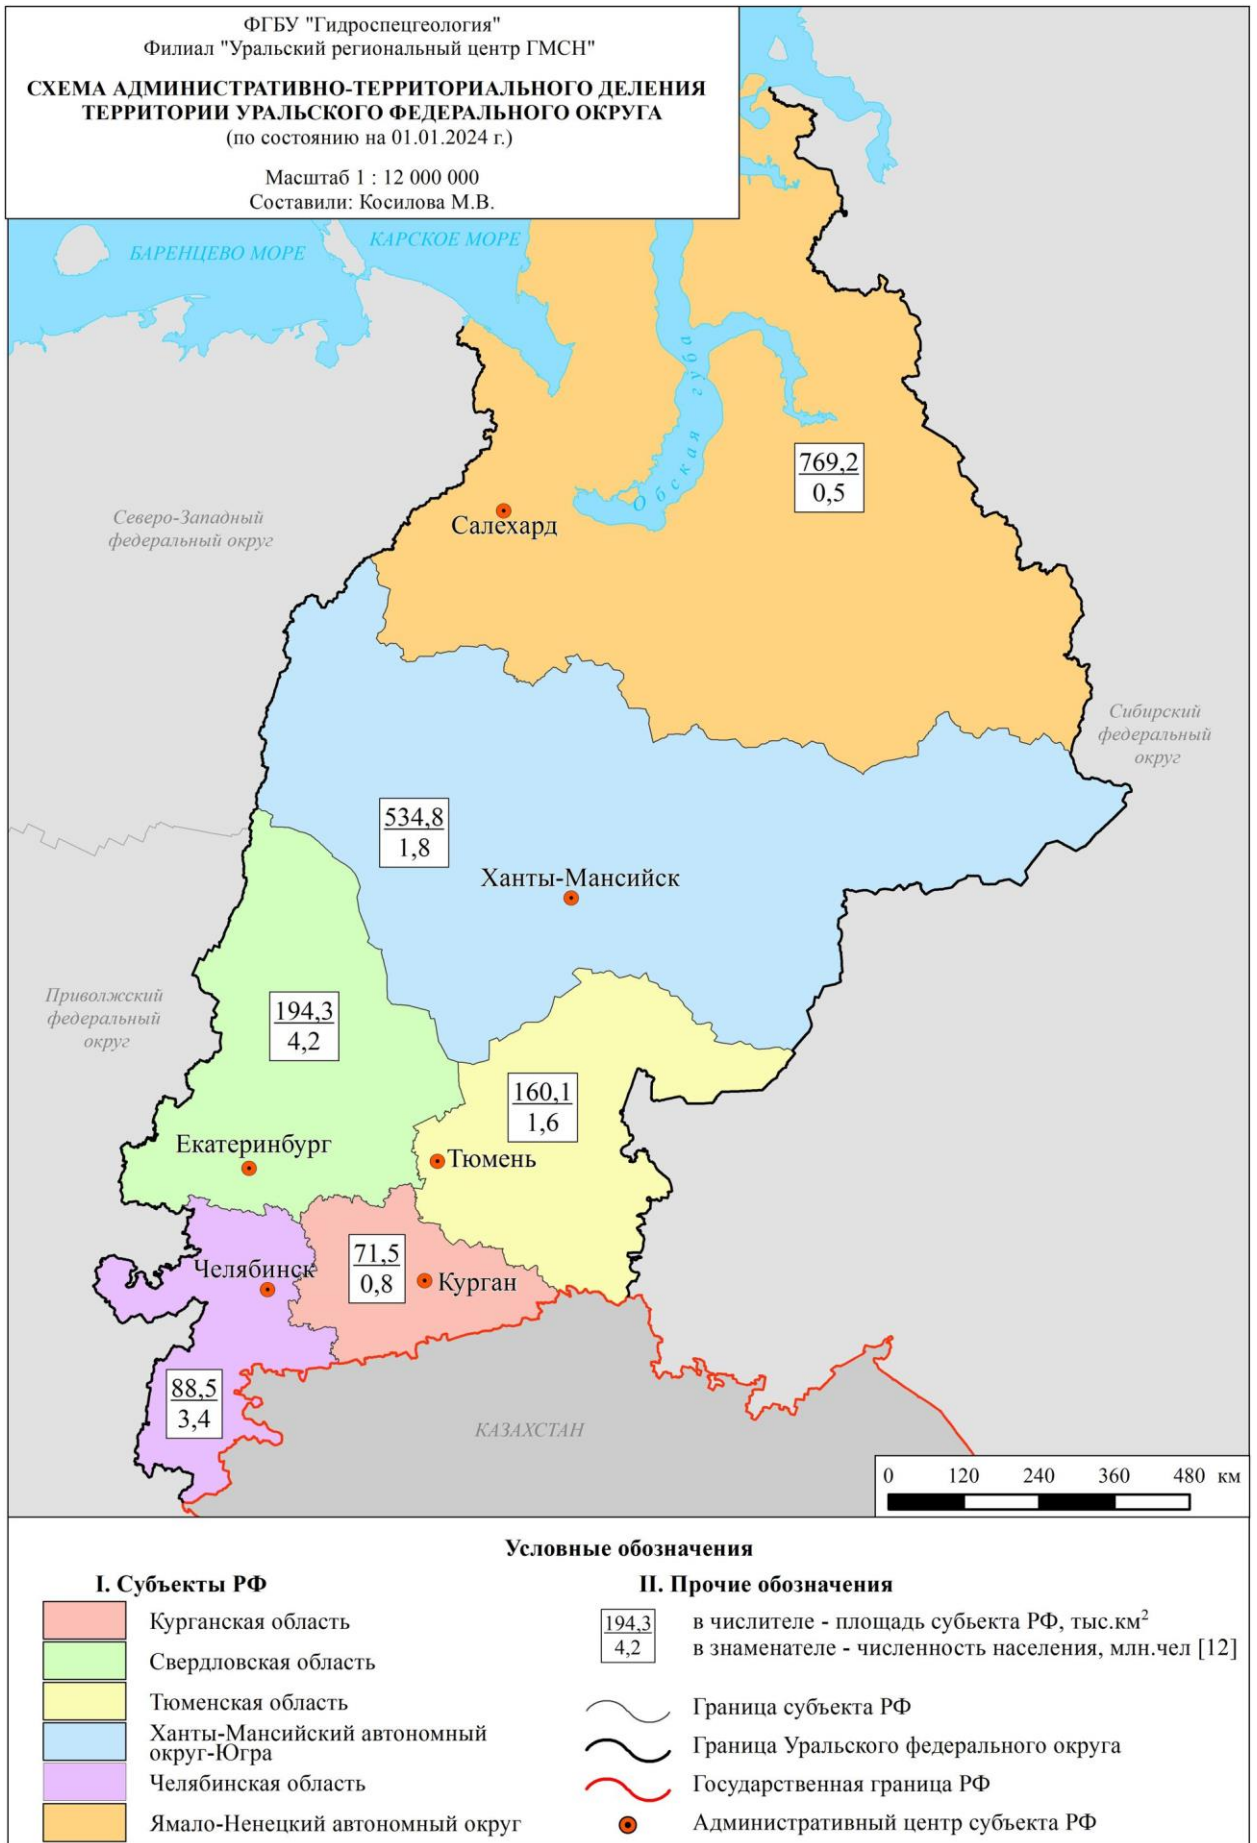 ФГБУ "Гидроспецгеология"
Филиал "Уральский региональный центр ГМСН"
СХЕМА АДМИНИСТРАТИВНО-ТЕРРИТОРИАЛЬНОГО ДЕЛЕНИЯ
ТЕРРИТОРИИ УРАЛЬСКОГО ФЕДЕРАЛЬНОГО ОКРУГА
(по состоянию на 01.01.2024 г.)
Масштаб 1 : 12 000 000
Составили: Косилова М.В.
БАРЕНЦЕВО МОРЕ
КАРСКОЕ МОРЕ
Обская губа
769,2
0,5
Салехард
Северо-Западный
федеральный округ
Сибирский
федеральный
округ
534,8
1,8
Ханты-Мансийск
Приволжский
федеральный
округ
194,3
4,2
160,1
1,6
Екатеринбург
Тюмень
71,5
0,8
Челябинск
Курган
88,5
3,4
КАЗАХСТАН
0 120 240 360 480 км
Условные обозначения
I. Субъекты РФ
Курганская область
Свердловская область
Тюменская область
Ханты-Мансийский автономный
округ-Югра
Челябинская область
Ямало-Ненецкий автономный округ
II. Прочие обозначения
194,3
4,2
в числителе - площадь субъекта РФ, тыс.км²
в знаменателе - численность населения, млн.чел [12]
Граница субъекта РФ
Граница Уральского федерального округа
Государственная граница РФ
Административный центр субъекта РФ